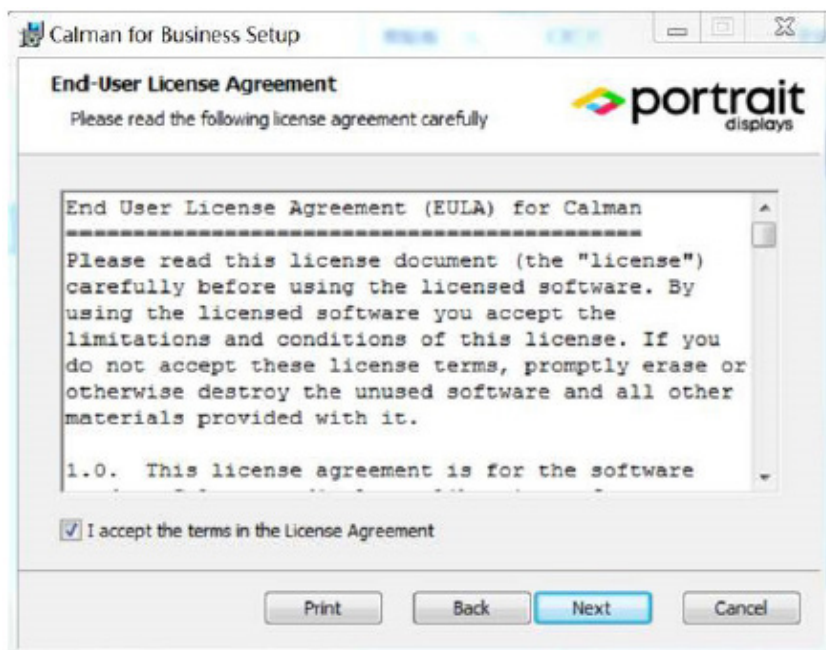 Calman for Business Setup
End-User License Agreement
Please read the following license agreement carefully
portrait
displays
End User License Agreement (EULA) for Calman
================================================
Please read this license document (the "license")
carefully before using the licensed software. By
using the licensed software you accept the
limitations and conditions of this license. If you
do not accept these license terms, promptly erase or
otherwise destroy the unused software and all other
materials provided with it.
1.0.  This license agreement is for the software
I accept the terms in the License Agreement
Print
Back
Next
Cancel